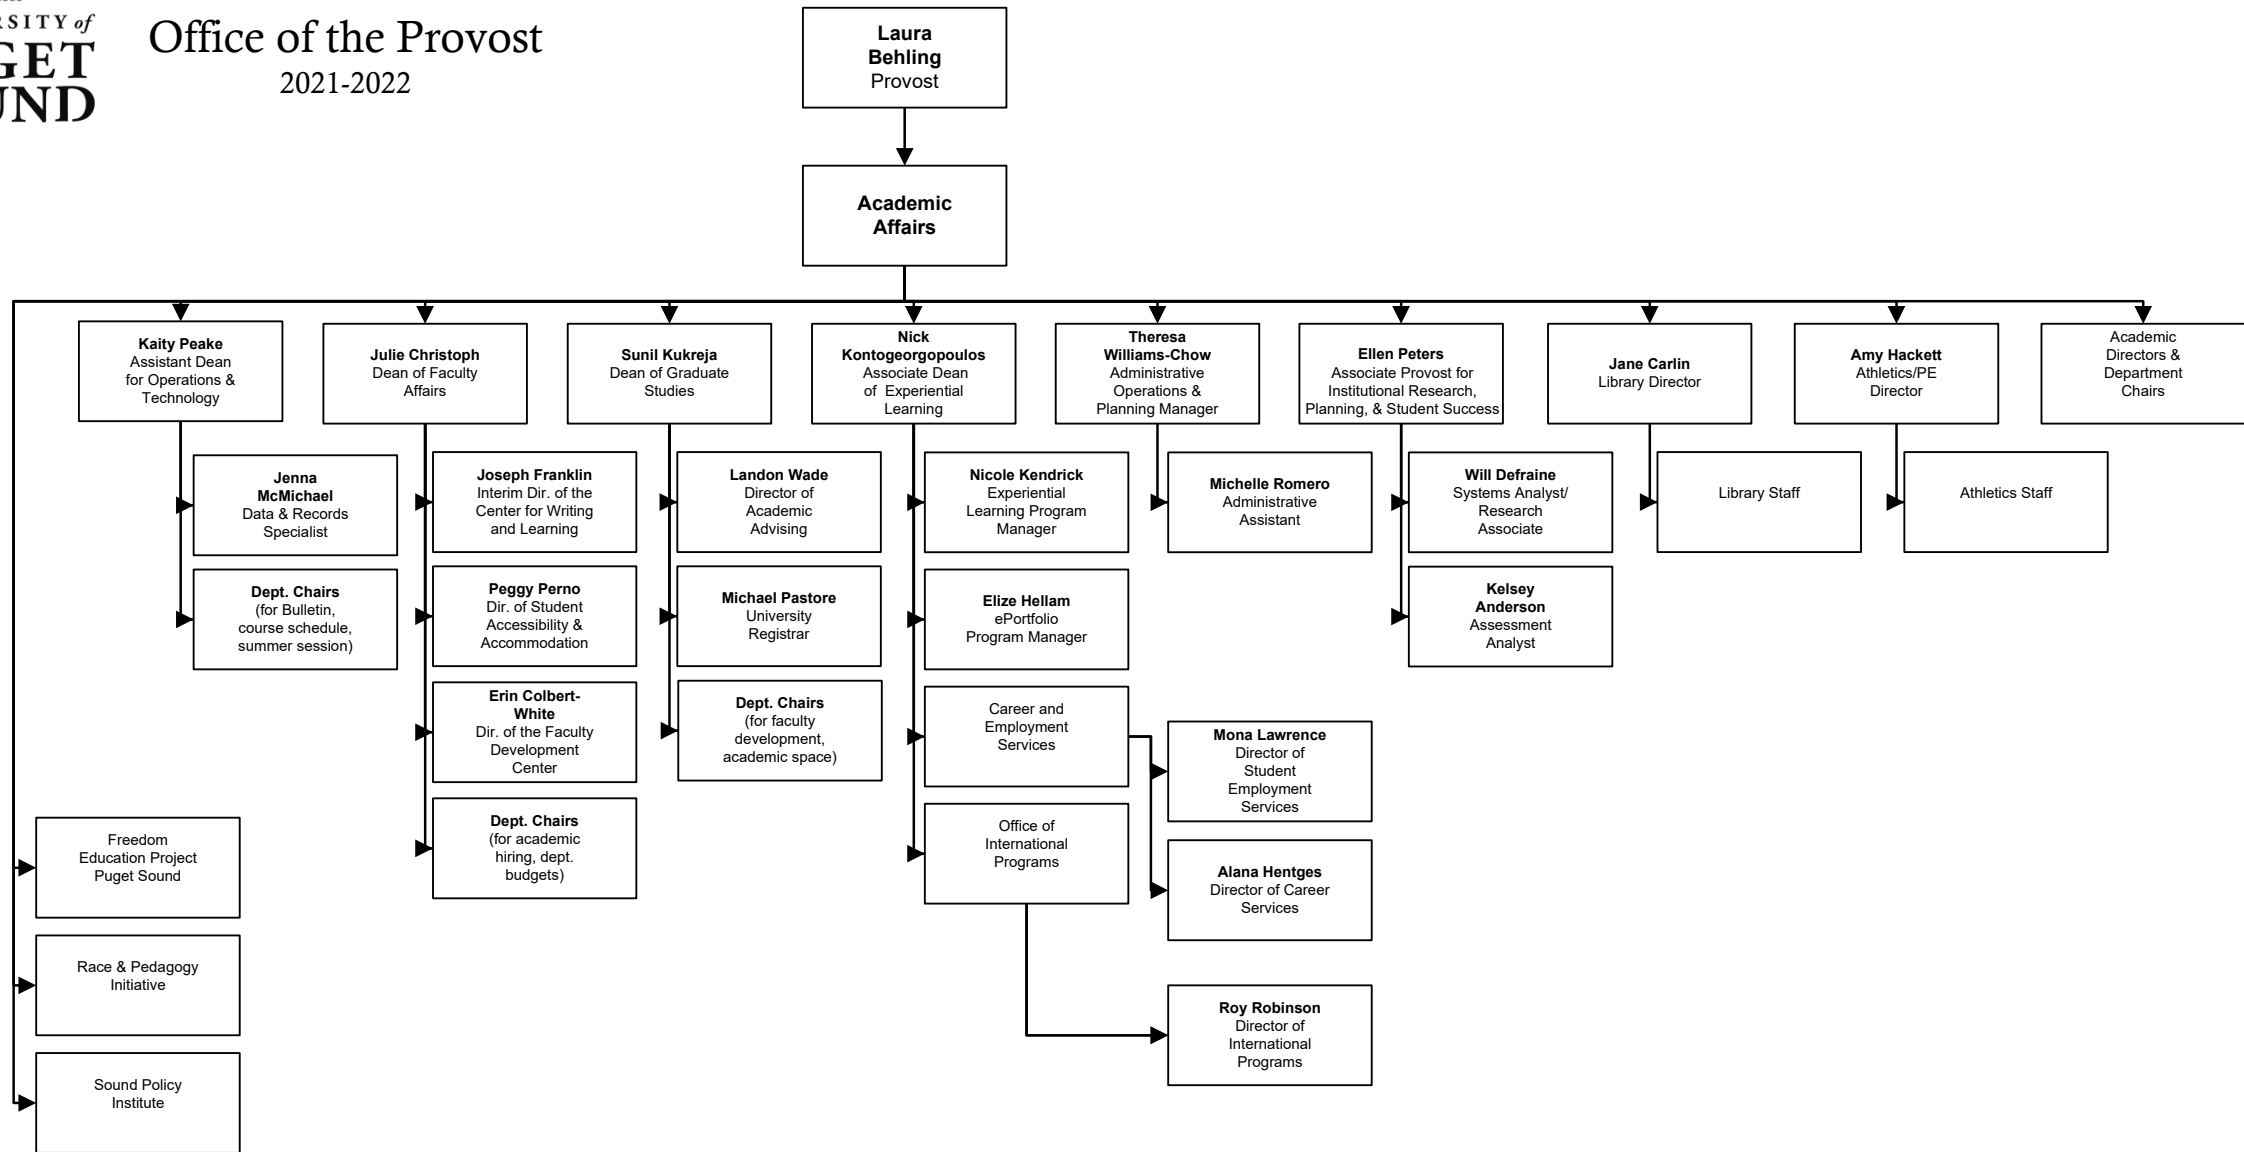 of
GET
Office of the Provost
2021-2022
Laura
Behling
Provost
Academic
Affairs
Kaity Peake
Assistant Dean
for Operations &
Technology
Julie Christoph
Dean of Faculty
Affairs
Sunil Kukreja
Dean of Graduate
Studies
Nick
Kontogeorgopoulos
Associate Dean
of Experiential
Learning
Theresa
Williams-Chow
Administrative
Operations &
Planning Manager
Ellen Peters
Associate Provost for
Institutional Research,
Planning, & Student Success
Jane Carlin
Library Director
Amy Hackett
Athletics/PE
Director
Academic
Directors &
Department
Chairs
Jenna
McMichael
Data & Records
Specialist
Dept. Chairs
(for Bulletin,
course schedule,
summer session)
Joseph Franklin
Interim Dir. of the
Center for Writing
and Learning
Peggy Perno
Dir. of Student
Accessibility &
Accommodation
Erin Colbert-
White
Dir. of the Faculty
Development
Center
Dept. Chairs
(for academic
hiring, dept.
budgets)
Landon Wade
Director of
Academic
Advising
Michael Pastore
University
Registrar
Dept. Chairs
(for faculty
development,
academic space)
Nicole Kendrick
Experiential
Learning Program
Manager
Elize Hellam
ePortfolio
Program Manager
Career and
Employment
Services
Office of
International
Programs
Michelle Romero
Administrative
Assistant
Mona Lawrence
Director of
Student
Employment
Services
Alana Hentges
Director of Career
Services
Roy Robinson
Director of
International
Programs
Will Defraine
Systems Analyst/
Research
Associate
Kelsey
Anderson
Assessment
Analyst
Library Staff
Athletics Staff
Freedom
Education Project
Puget Sound
Race & Pedagogy
Initiative
Sound Policy
Institute